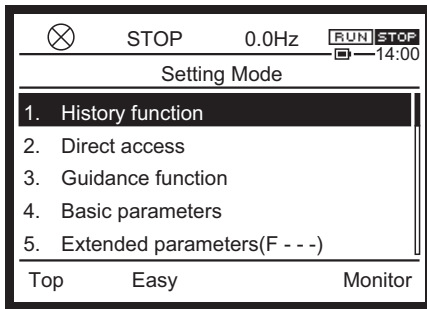 STOP 0.0Hz RUN STOP
14:00
Setting Mode
1. History function
2. Direct access
3. Guidance function
4. Basic parameters
5. Extended parameters(F - - -)
Top Easy Monitor